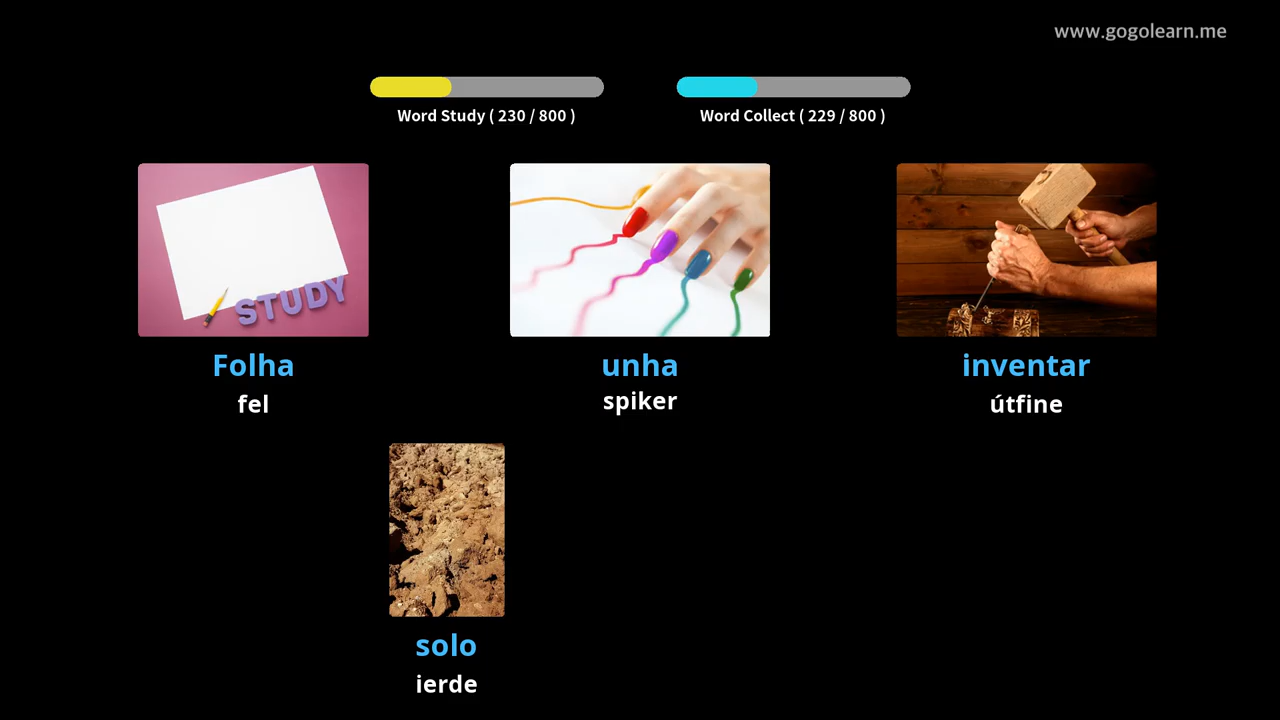 www.gogolearn.me
Word Study ( 230 / 800 )
Word Collect ( 229 / 800 )
STUDY
Folha
fel
unha
spiker
inventar
útfine
solo
ierde